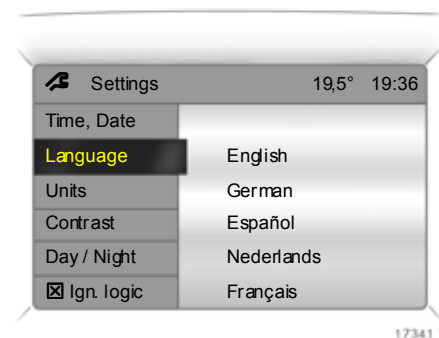 Settings 19,5° 19:36
Time, Date
Language English
Units German
Contrast Español
Day / Night Nederlands
Ign. logic Français
17341